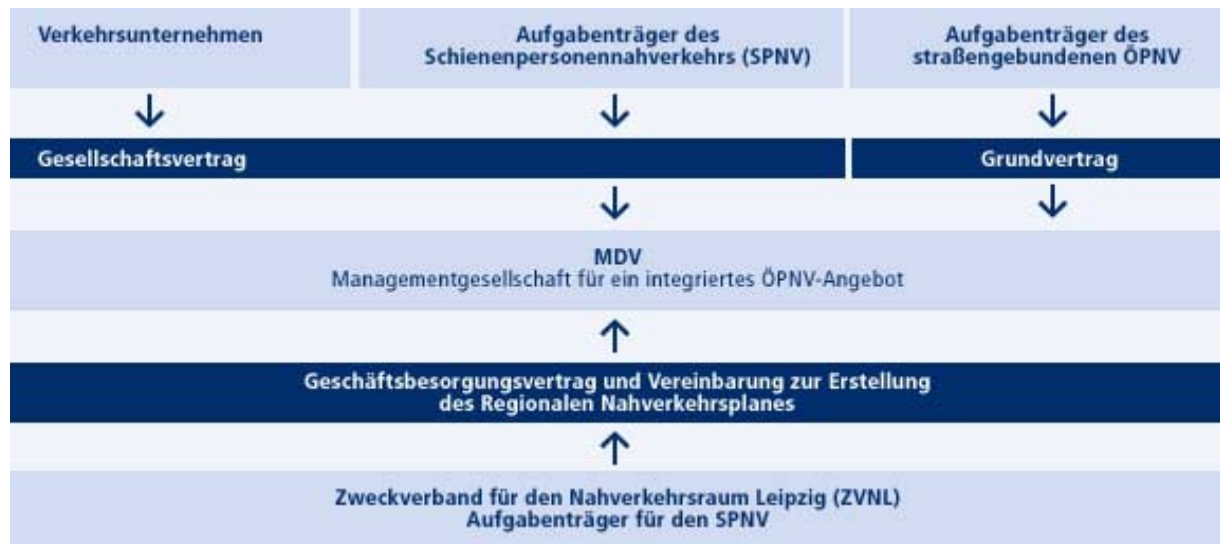 Verkehrsunternehmen
Aufgabenträger des
Schienenpersonennahverkehrs (SPNV)
Aufgabenträger des
straßengebundenen ÖPNV
Gesellschaftsvertrag
Grundvertrag
MDV
Managementgesellschaft für ein integriertes ÖPNV-Angebot
Geschäftsbesorgungsvertrag und Vereinbarung zur Erstellung
des Regionalen Nahverkehrsplanes
Zweckverband für den Nahverkehrsraum Leipzig (ZVNL)
Aufgabenträger für den SPNV